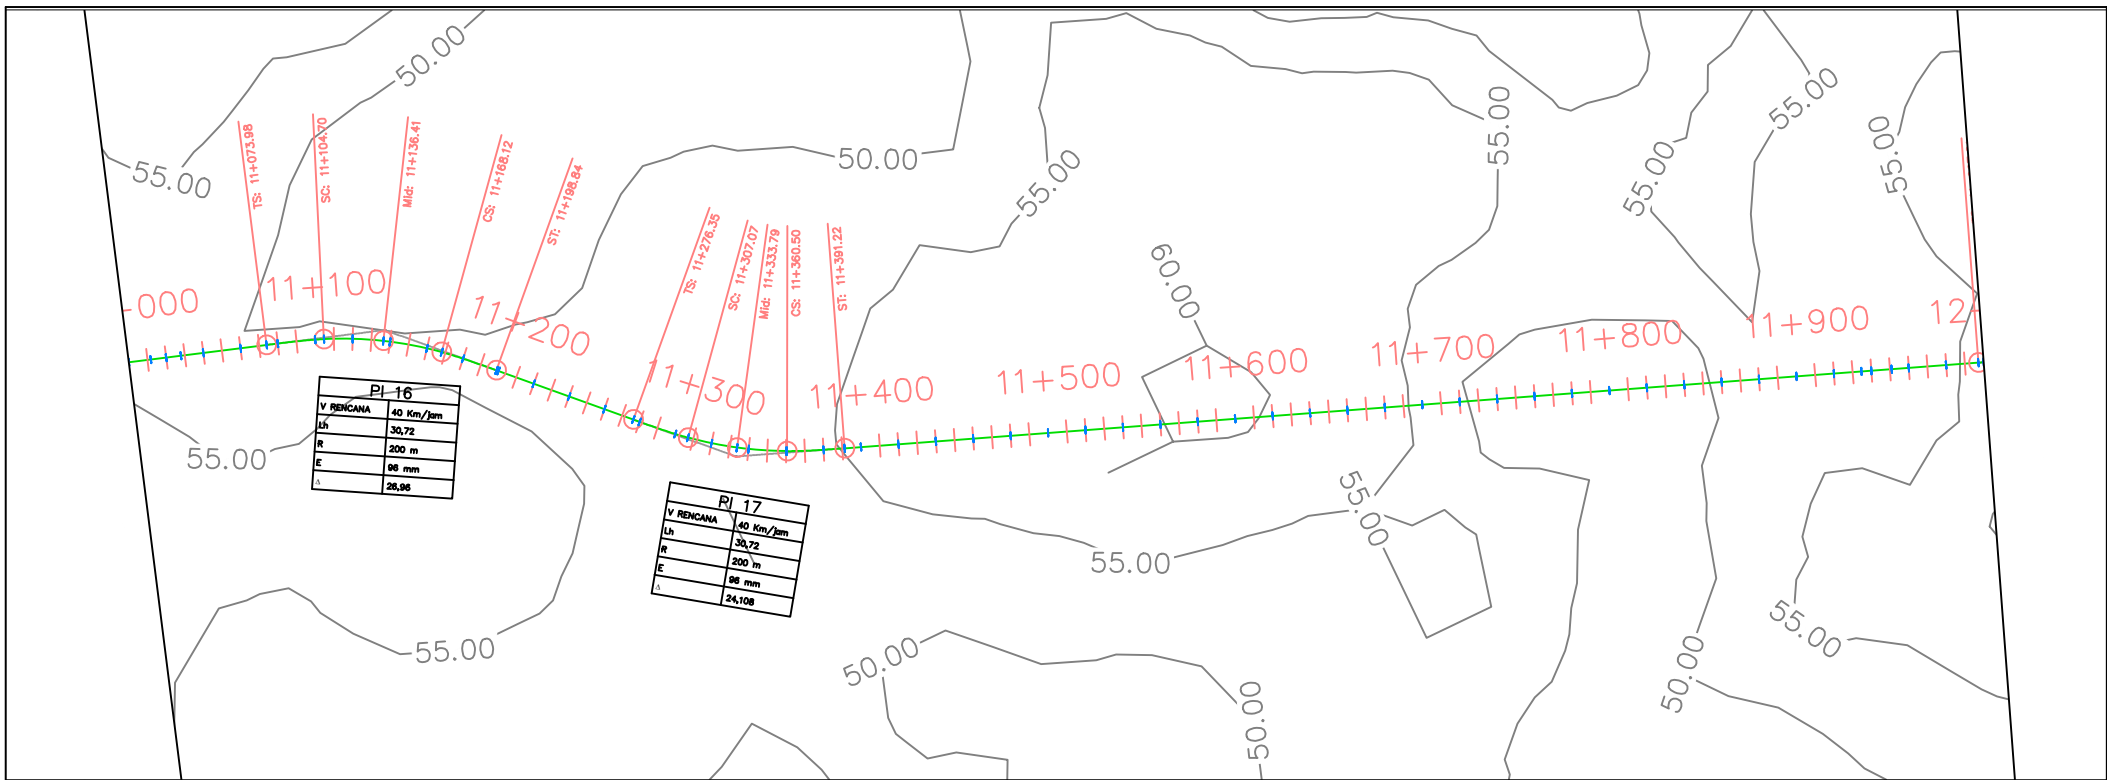 50.00
55.00
TS: 11+073.98
SC: 11+104.70
Mid: 11+136.41
CS: 11+168.12
ST: 11+198.84
TS: 11+276.35
SC: 11+307.07
Mid: 11+333.79
CS: 11+360.50
ST: 11+391.22
50.00
55.00
55.00
55.00
55.00
55.00
60.00
-000
11+100
11+200
11+300
11+400
11+500
11+600
11+700
11+800
11+900
12+
PI 16
V RENCANA 40 Km/jam
Lh 30,72
R 200 m
E 98 mm
Δ 26,96
55.00
PI 17
V RENCANA 40 Km/jam
Lh 30,72
R 200 m
E 98 mm
Δ 24,108
55.00
55.00
55.00
50.00
50.00
50.00
55.00